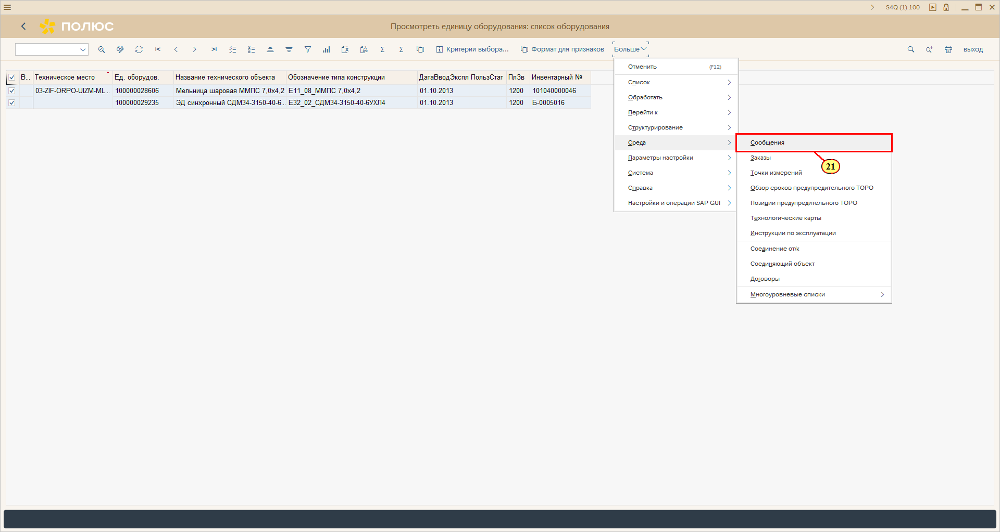 S4Q (1) 100
ПОЛЮС
Просмотреть единицу оборудования: список оборудования
Критерии выбора...
Формат для признаков
Больше
выход
В... Техническое место Ед. оборудов. Название технического объекта Обозначение типа конструкции ДатаВводЭкспл ПользСтат ПлЗв Инвентарный №
03-ZIF-ORPO-UIZM-ML... 100000028606 Мельница шаровая ММПС 7,0х4,2 E11_08_ММПС 7,0х4,2 01.10.2013 1200 101040000046
100000029235 ЭД синхронный СДМ34-3150-40-6... E32_02_СДМ34-3150-40-6УХЛ4 01.10.2013 1200 Б-0005016
Отменить (F12)
Список
Обработать
Перейти к
Структурирование
Среда
Параметры настройки
Система
Справка
Настройки и операции SAP GUI
Сообщения
Заказы
21
Точки измерений
Обзор сроков предупредительного ТОРО
Позиции предупредительного ТОРО
Технологические карты
Инструкции по эксплуатации
Соединение от/к
Соединяющий объект
Договоры
Многоуровневые списки